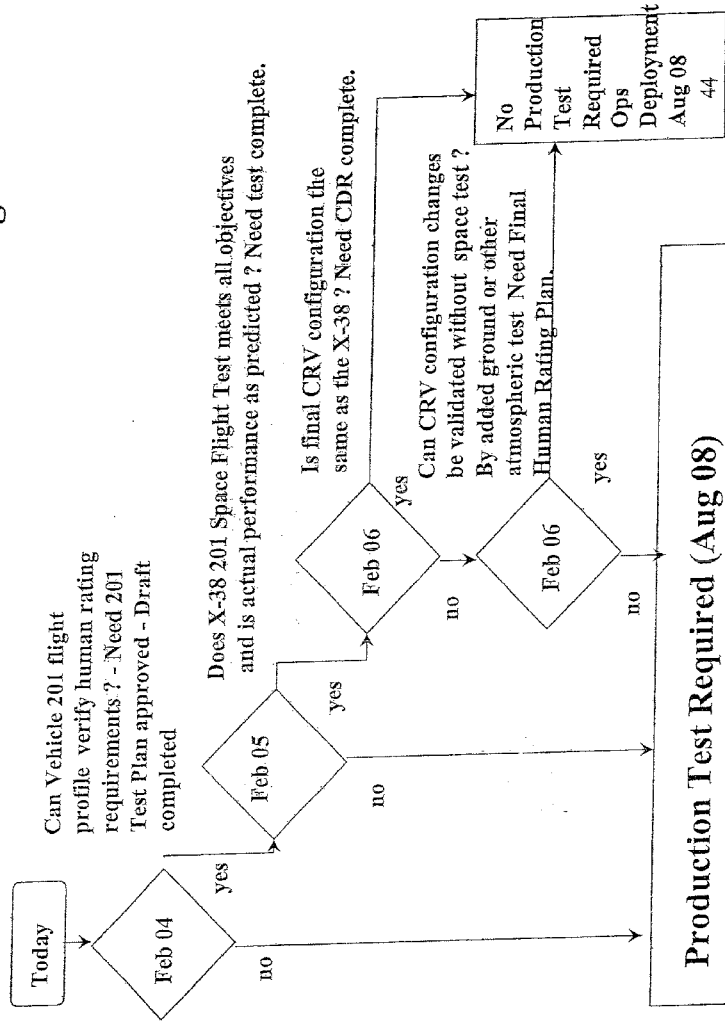 Today
Can Vehicle 201 flight
profile verify human rating
requirements ? - Need 201
Test Plan approved - Draft
completed
Feb 04
yes
no
Does X-38 201 Space Flight Test meets all objectives
and is actual performance as predicted ? Need test complete.
Feb 05
yes
no
Is final CRV configuration the
same as the X-38 ? Need CDR complete.
Feb 06
yes
no
Can CRV configuration changes
be validated without space test ?
By added ground or other
atmospheric test Need Final
Human Rating Plan.
Feb 06
yes
no
No
Production
Test
Required
Ops
Deployment
Aug 08
44
Production Test Required (Aug 08)